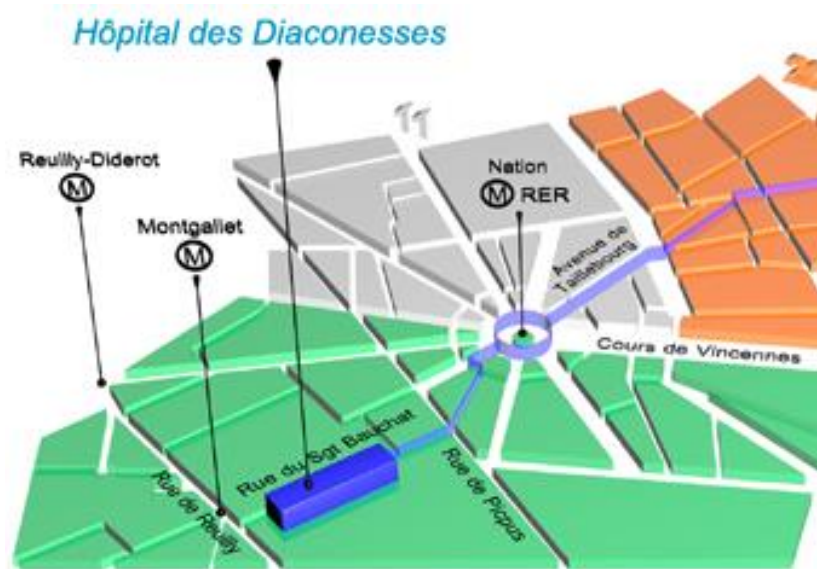 Hôpital des Diaconesses
Reuilly-Diderot
M
Montgallet
M
Nation
M RER
Avenue de
Taillebourg
Cours de Vincennes
Rue du Sgt Bauchat
Rue de Picpus
Rue de Reuilly